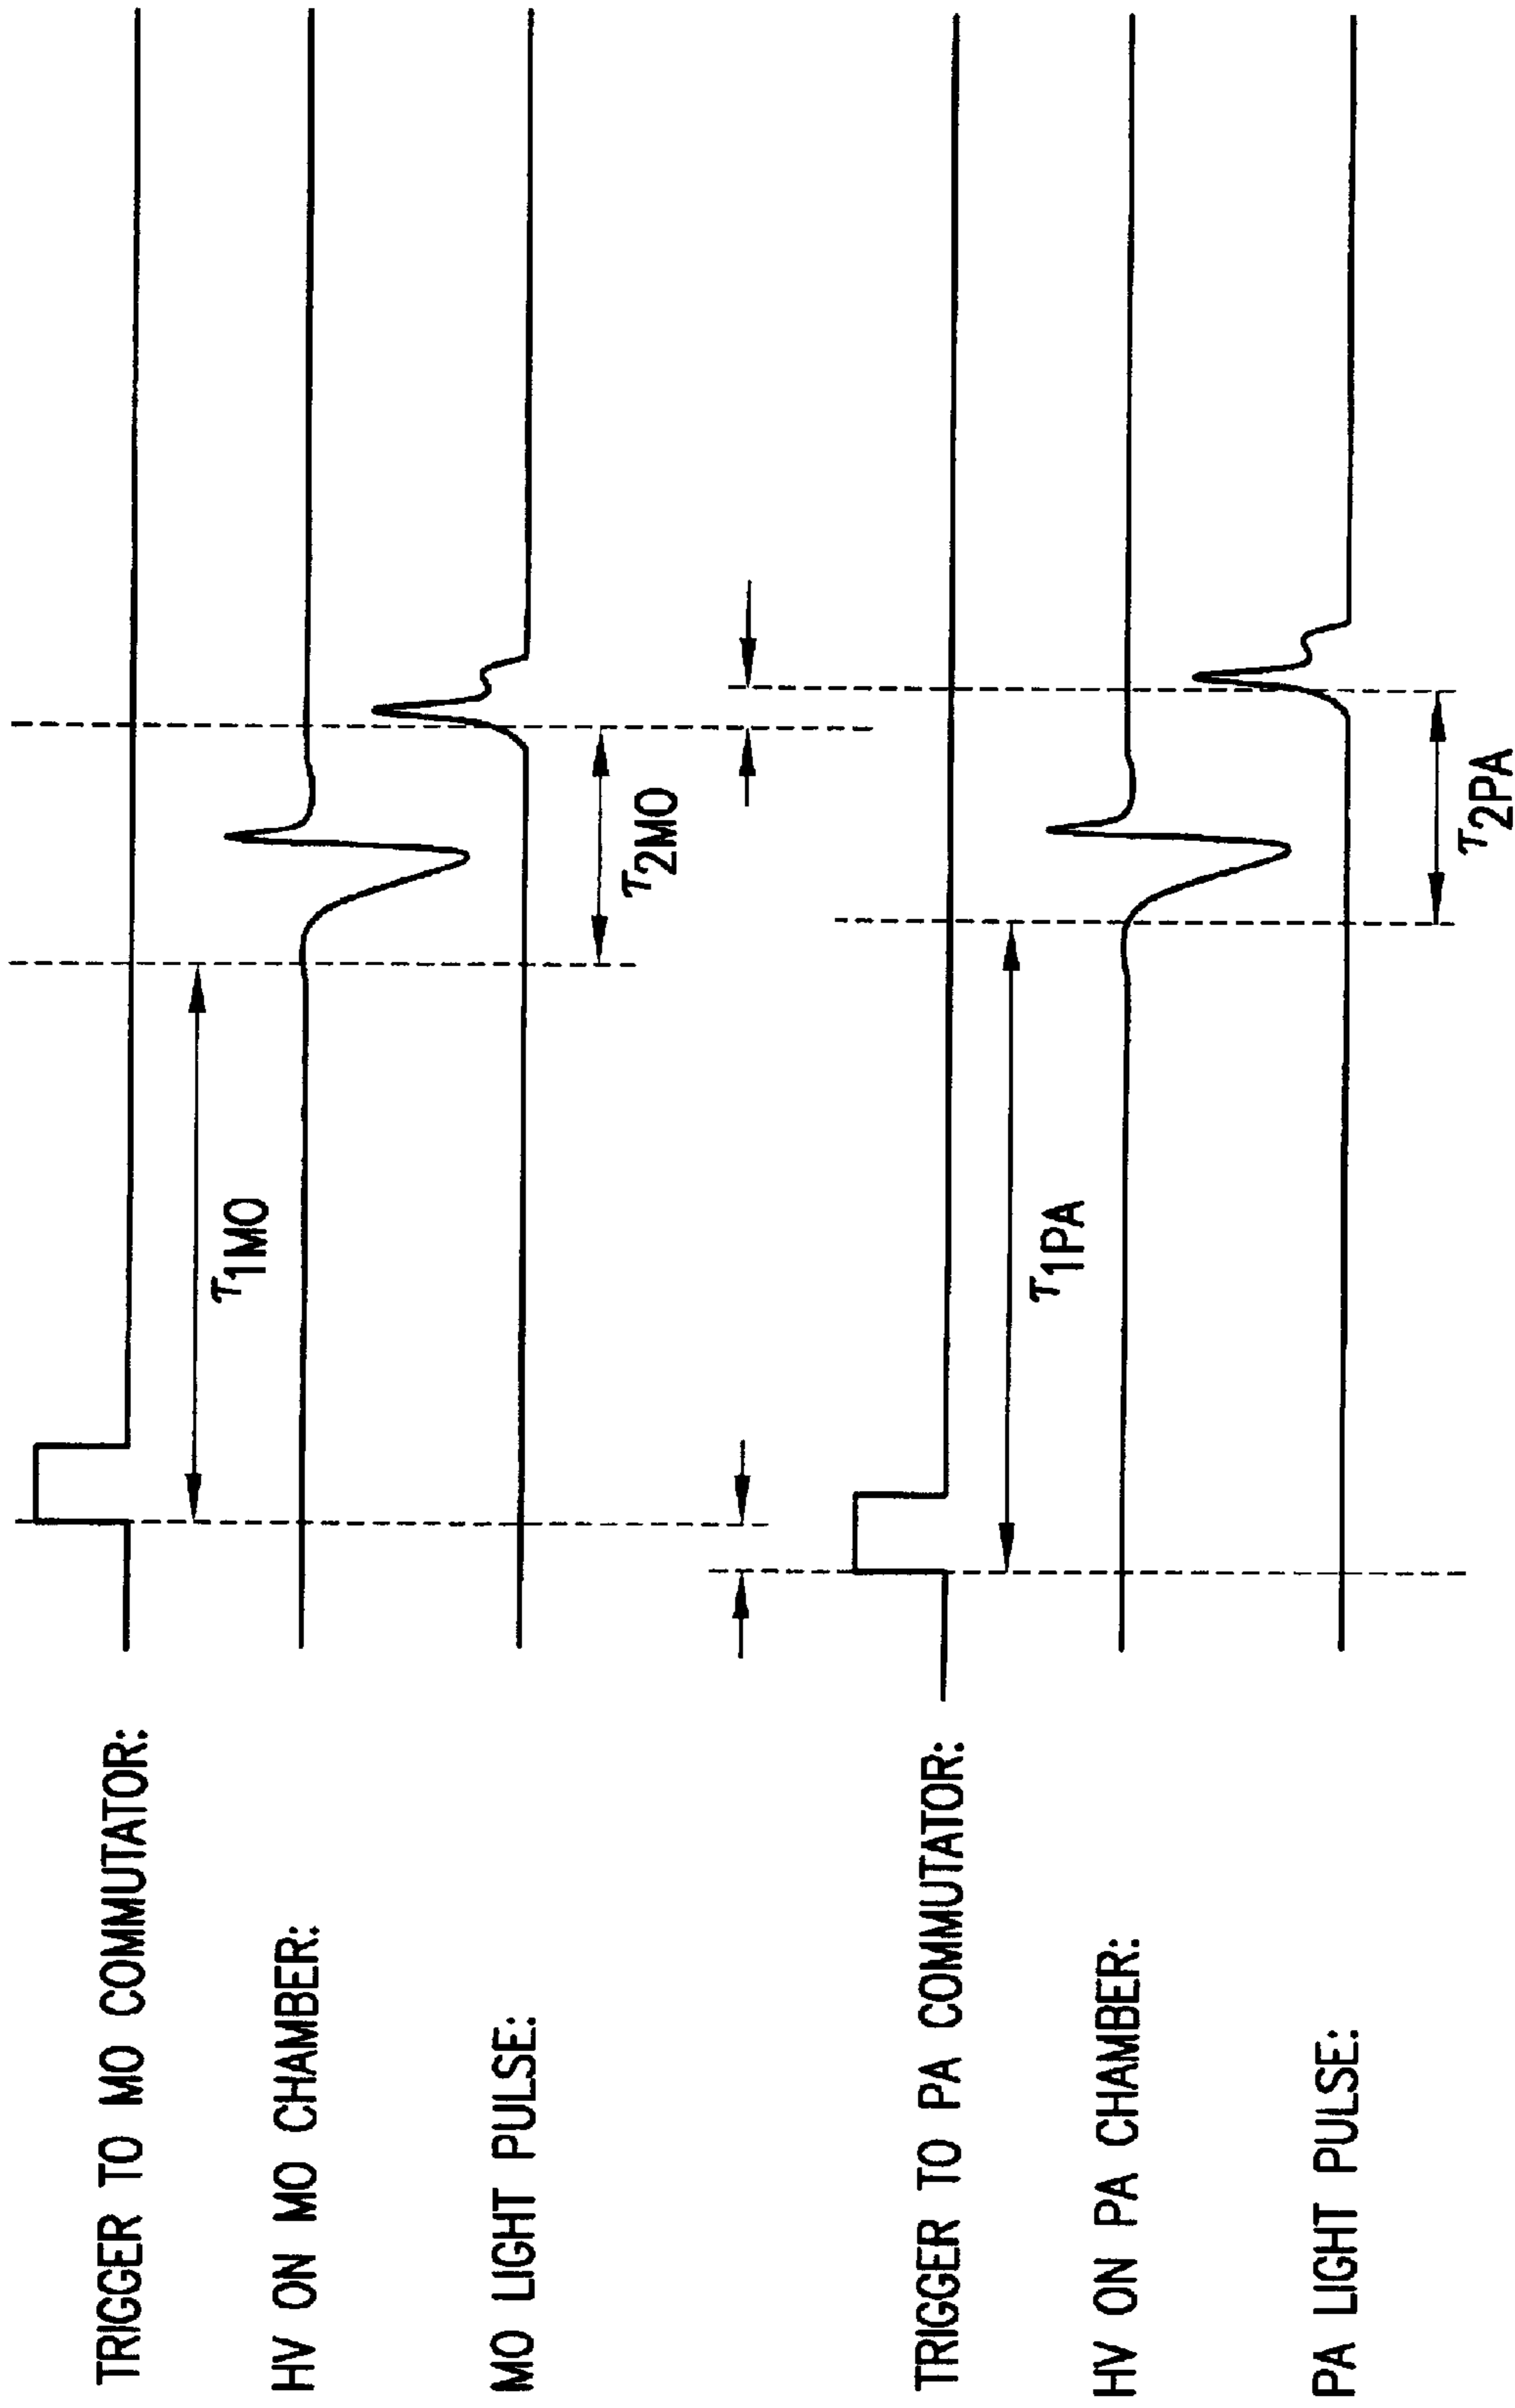 TRIGGER TO MO COMMUTATOR:
τ1MO
HV ON MO CHAMBER:
MO LIGHT PULSE:
τ2MO
TRIGGER TO PA COMMUTATOR:
τ1PA
HV ON PA CHAMBER:
PA LIGHT PULSE:
τ2PA